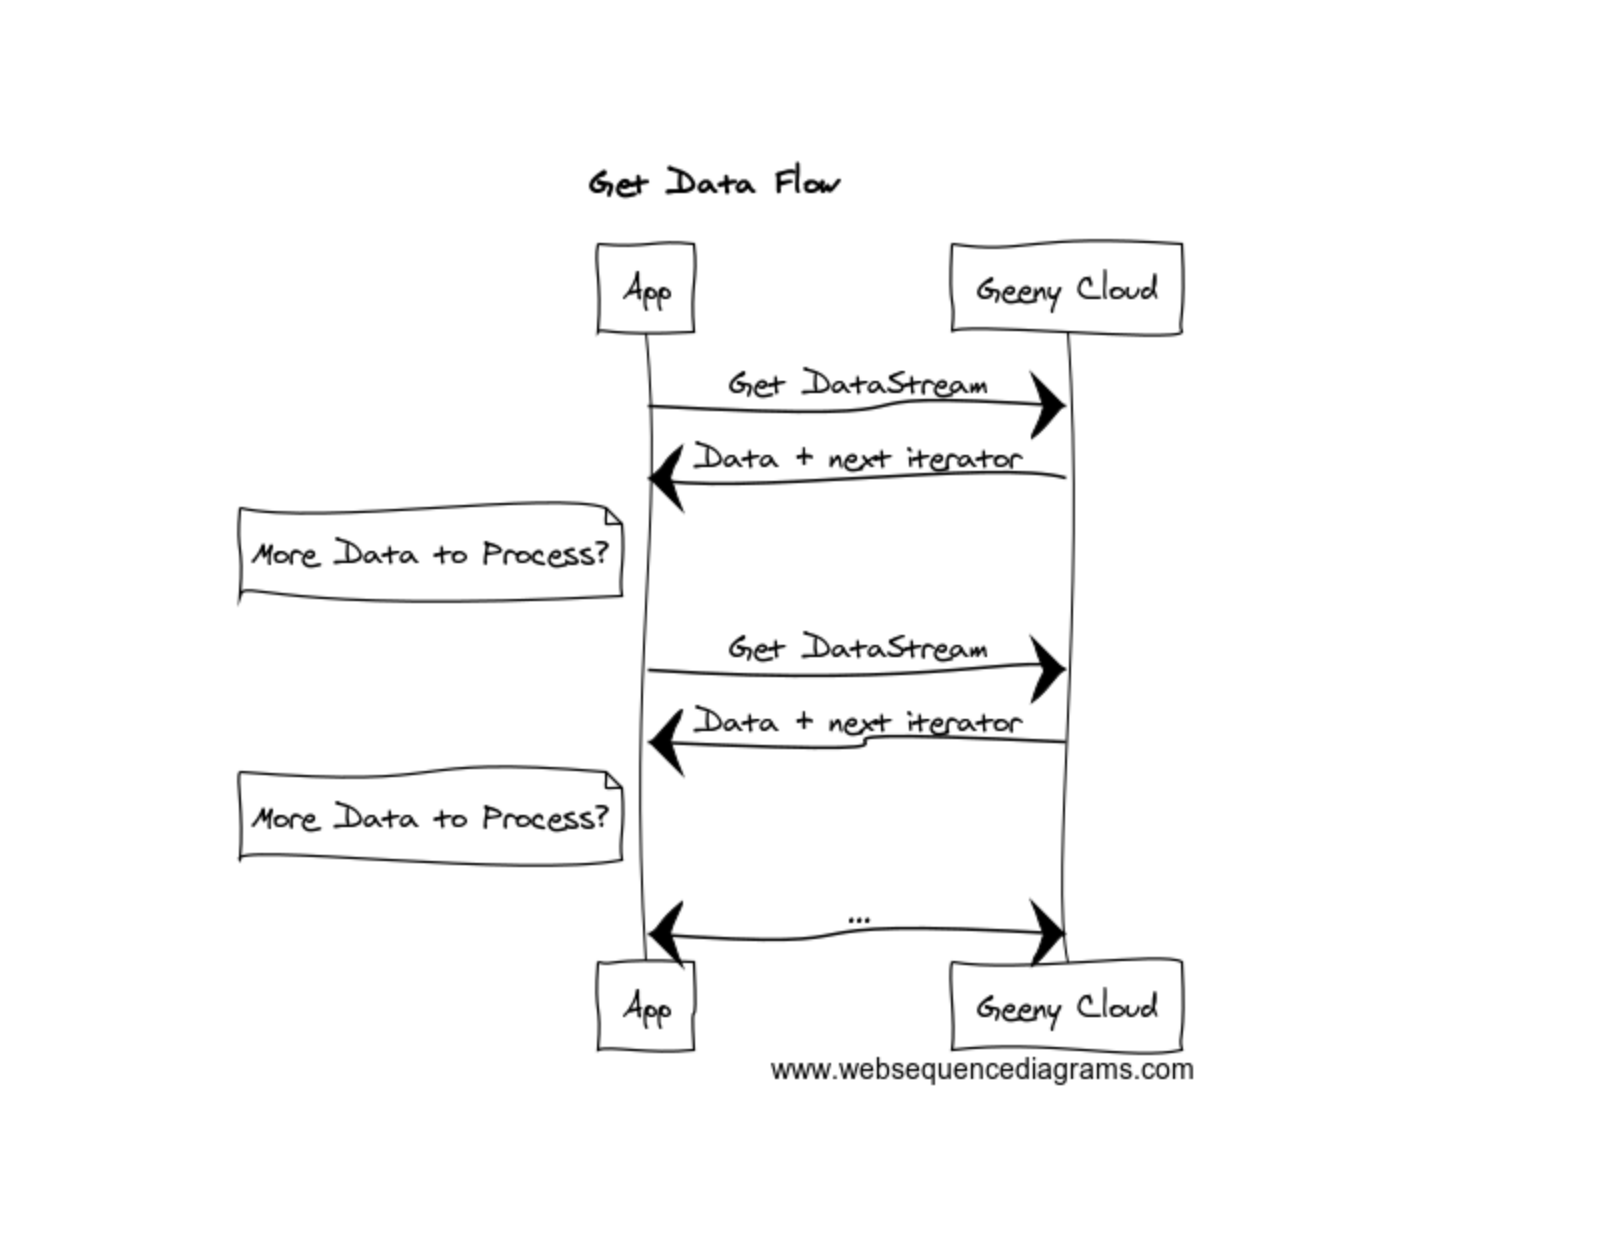 Get Data Flow
App
Geeny Cloud
Get DataStream
Data + next iterator
More Data to Process?
Get DataStream
Data + next iterator
More Data to Process?
...
App
Geeny Cloud
www.websequencediagrams.com